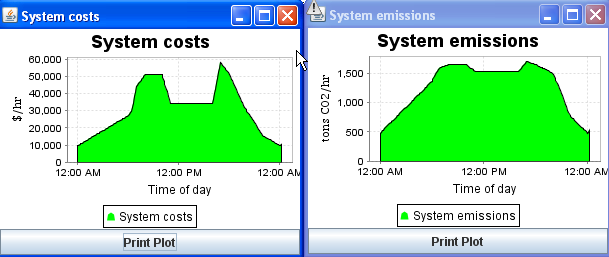 System costs
System costs
60,000
50,000
40,000
30,000
20,000
10,000
0
$/hr
12:00 AM 12:00 PM 12:00 AM
Time of day
System costs
Print Plot
System emissions
System emissions
1,500
1,000
500
0
tons CO2/hr
12:00 AM 12:00 PM 12:00 AM
Time of day
System emissions
Print Plot